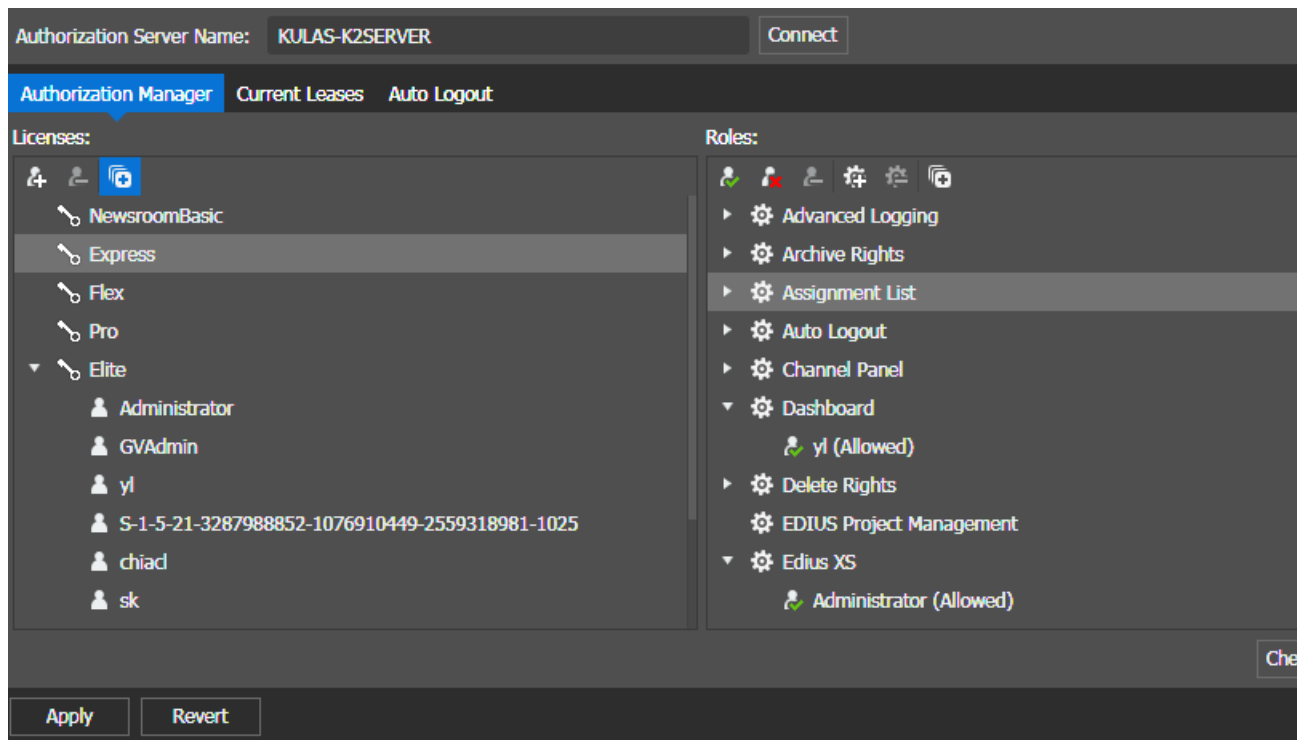 Authorization Server Name: KULAS-K2SERVER Connect
Authorization Manager Current Leases Auto Logout
Licenses:
NewsroomBasic
Express
Flex
Pro
Elite
Administrator
GVAdmin
yl
S-1-5-21-3287988852-1076910449-2559318981-1025
chiacl
sk
Roles:
Advanced Logging
Archive Rights
Assignment List
Auto Logout
Channel Panel
Dashboard
yl (Allowed)
Delete Rights
EDIUS Project Management
Edius XS
Administrator (Allowed)
Che
Apply Revert